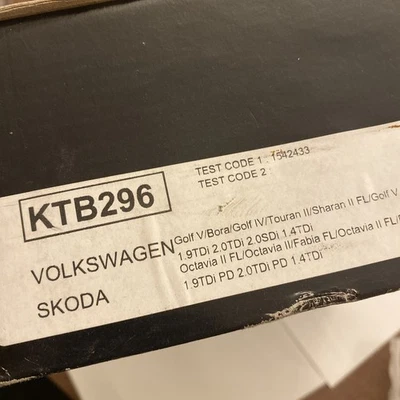 TEST CODE 1 : 1542433
TEST CODE 2 :
KTB296
VOLKSWAGEN Golf V/Bora/Golf IV/Touran II/Sharan II FL/Golf V
1.9TDi 2.0TDi 2.0SDi 1.4TDi
SKODA Octavia II FL/Octavia II/Fabia FL/Octavia II FL/
1.9TDi PD 2.0TDi PD 1.4TDi